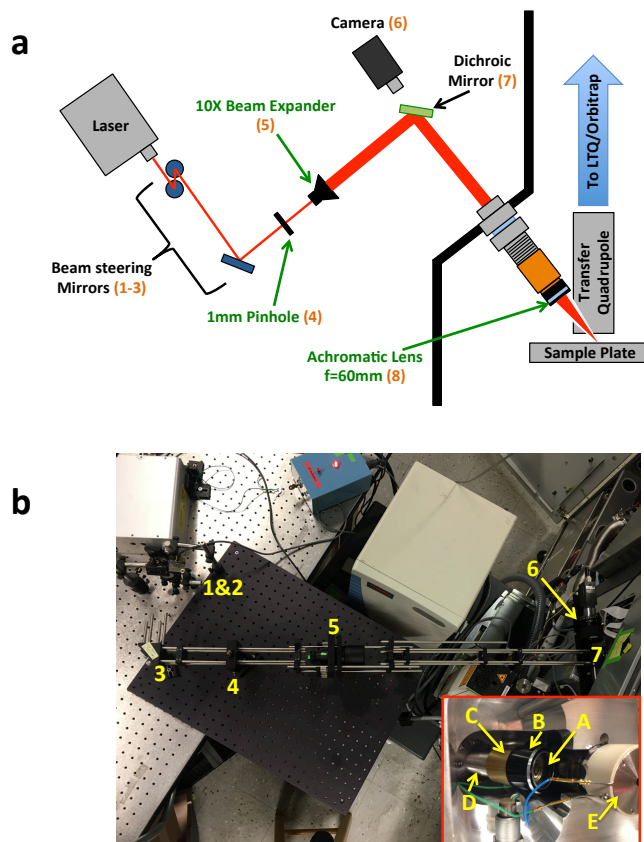 a
Camera (6)
Dichroic
Mirror (7)
Laser
10X Beam Expander
(5)
To LTQ/Orbitrap
Beam steering
Mirrors (1-3)
1mm Pinhole (4)
Transfer
Quadrupole
Sample Plate
Achromatic Lens
f=60mm (8)
b
1&2
6
5
3
4
7
C
B
A
D
E